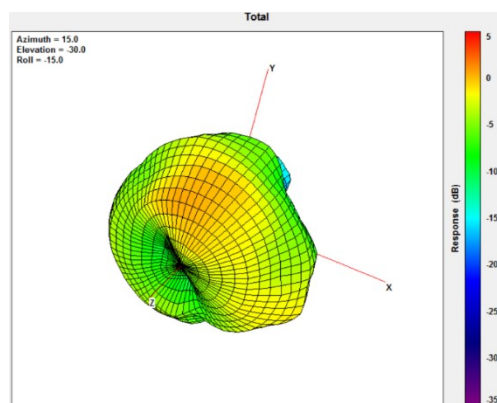 Total
Azimuth = 15.0
Elevation = -30.0
Roll = -15.0
Y
X
Z
5
0
-5
-10
-15
-20
-25
-30
-35
Response (dB)